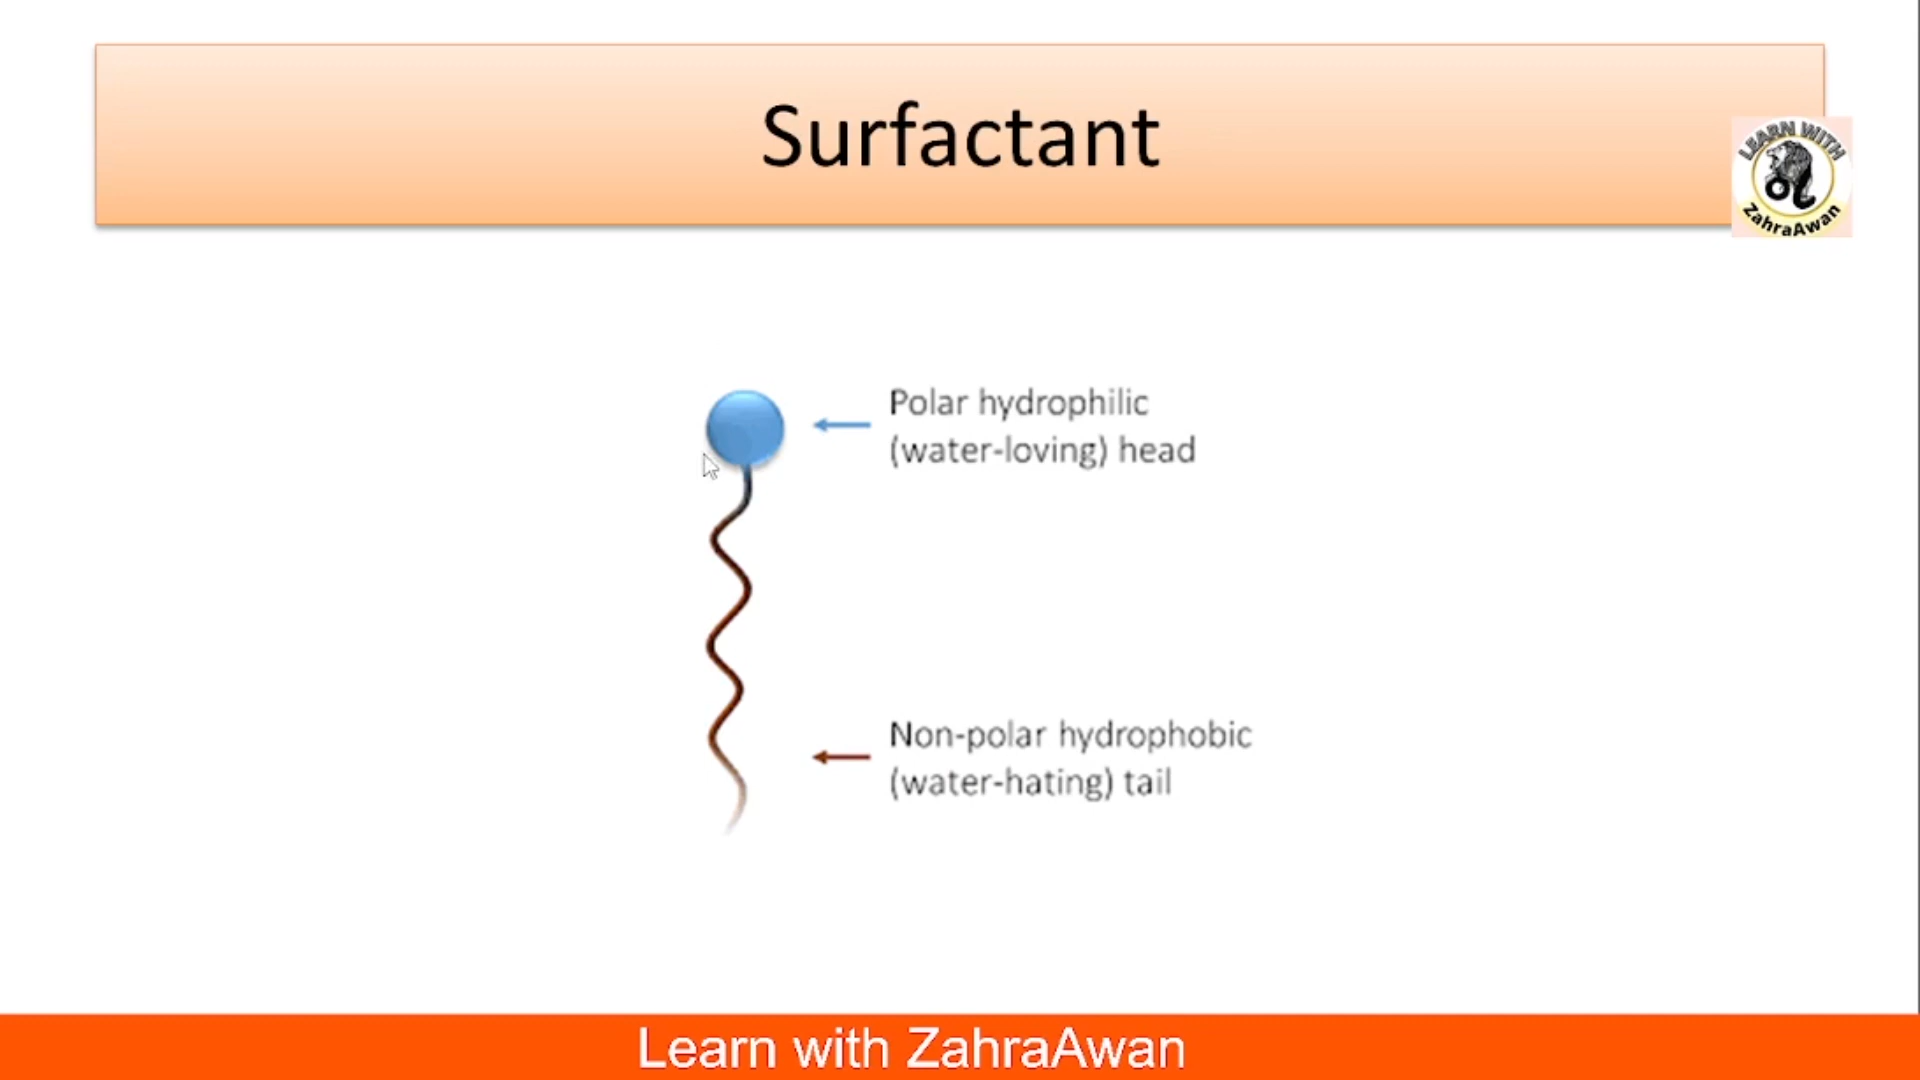 Surfactant
LEARN WITH
ZahraAwan
Polar hydrophilic
(water-loving) head
Non-polar hydrophobic
(water-hating) tail
Learn with ZahraAwan